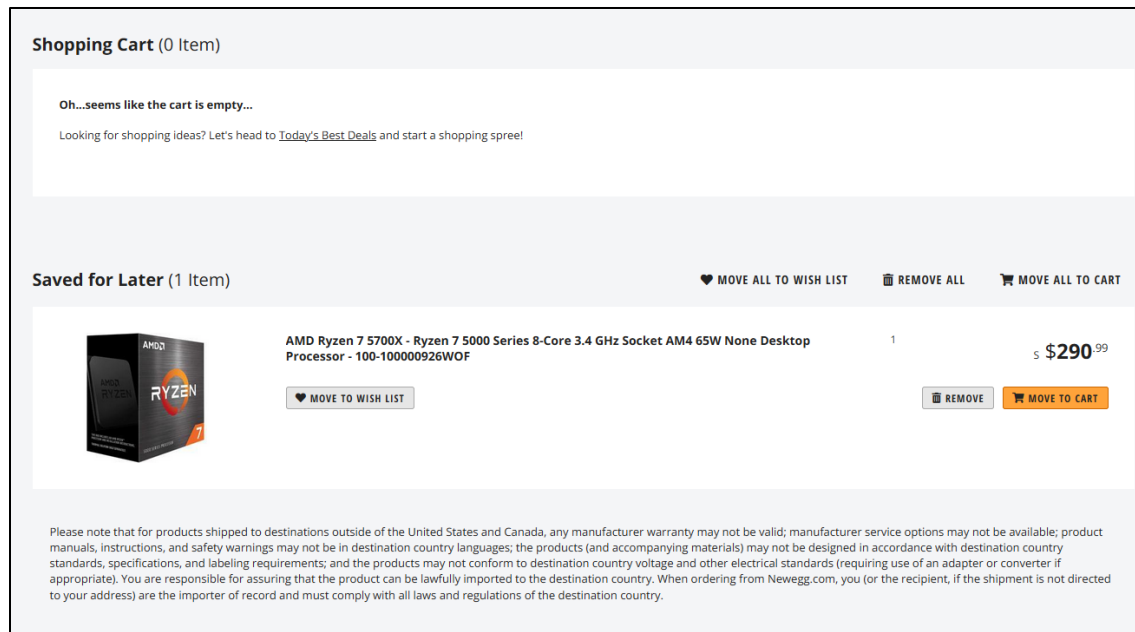 Shopping Cart (0 Item)
Oh...seems like the cart is empty...
Looking for shopping ideas? Let's head to Today's Best Deals and start a shopping spree!
Saved for Later (1 Item)
MOVE ALL TO WISH LIST
REMOVE ALL
MOVE ALL TO CART
AMD
AMD
RYZEN
RYZEN
7
AMD Ryzen 7 5700X - Ryzen 7 5000 Series 8-Core 3.4 GHz Socket AM4 65W None Desktop
Processor - 100-100000926WOF
1
S $290.99
MOVE TO WISH LIST
REMOVE
MOVE TO CART
Please note that for products shipped to destinations outside of the United States and Canada, any manufacturer warranty may not be valid; manufacturer service options may not be available; product
manuals, instructions, and safety warnings may not be in destination country languages; the products (and accompanying materials) may not be designed in accordance with destination country
standards, specifications, and labeling requirements; and the products may not conform to destination country voltage and other electrical standards (requiring use of an adapter or converter if
appropriate). You are responsible for assuring that the product can be lawfully imported to the destination country. When ordering from Newegg.com, you (or the recipient, if the shipment is not directed
to your address) are the importer of record and must comply with all laws and regulations of the destination country.